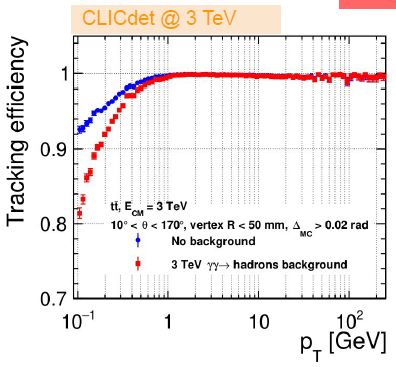 CLICdet @ 3 TeV
Tracking efficiency
1
0.9
0.8
0.7
tt̄, E_CM = 3 TeV
10° < θ < 170°, vertex R < 50 mm, Δ_MC > 0.02 rad
No background
3 TeV γγ→ hadrons background
10⁻¹ 1 10 10²
p_T [GeV]